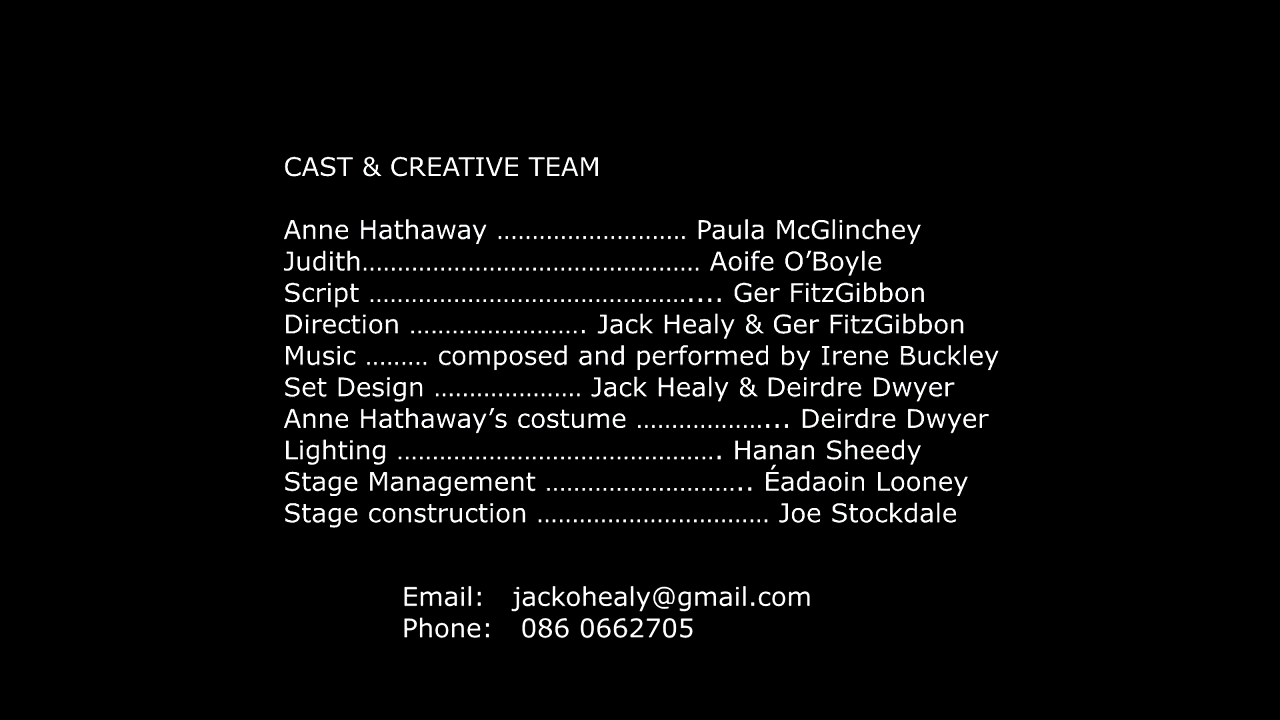 CAST & CREATIVE TEAM
Anne Hathaway ……………………… Paula McGlinchey
Judith………………………………………… Aoife O’Boyle
Script ……………………………………….... Ger FitzGibbon
Direction ……………………. Jack Healy & Ger FitzGibbon
Music ……… composed and performed by Irene Buckley
Set Design ………………… Jack Healy & Deirdre Dwyer
Anne Hathaway’s costume ………………... Deirdre Dwyer
Lighting ………………………………………. Hanan Sheedy
Stage Management ……………………….. Éadaoin Looney
Stage construction …………………………… Joe Stockdale
Email: jackohealy@gmail.com
Phone: 086 0662705